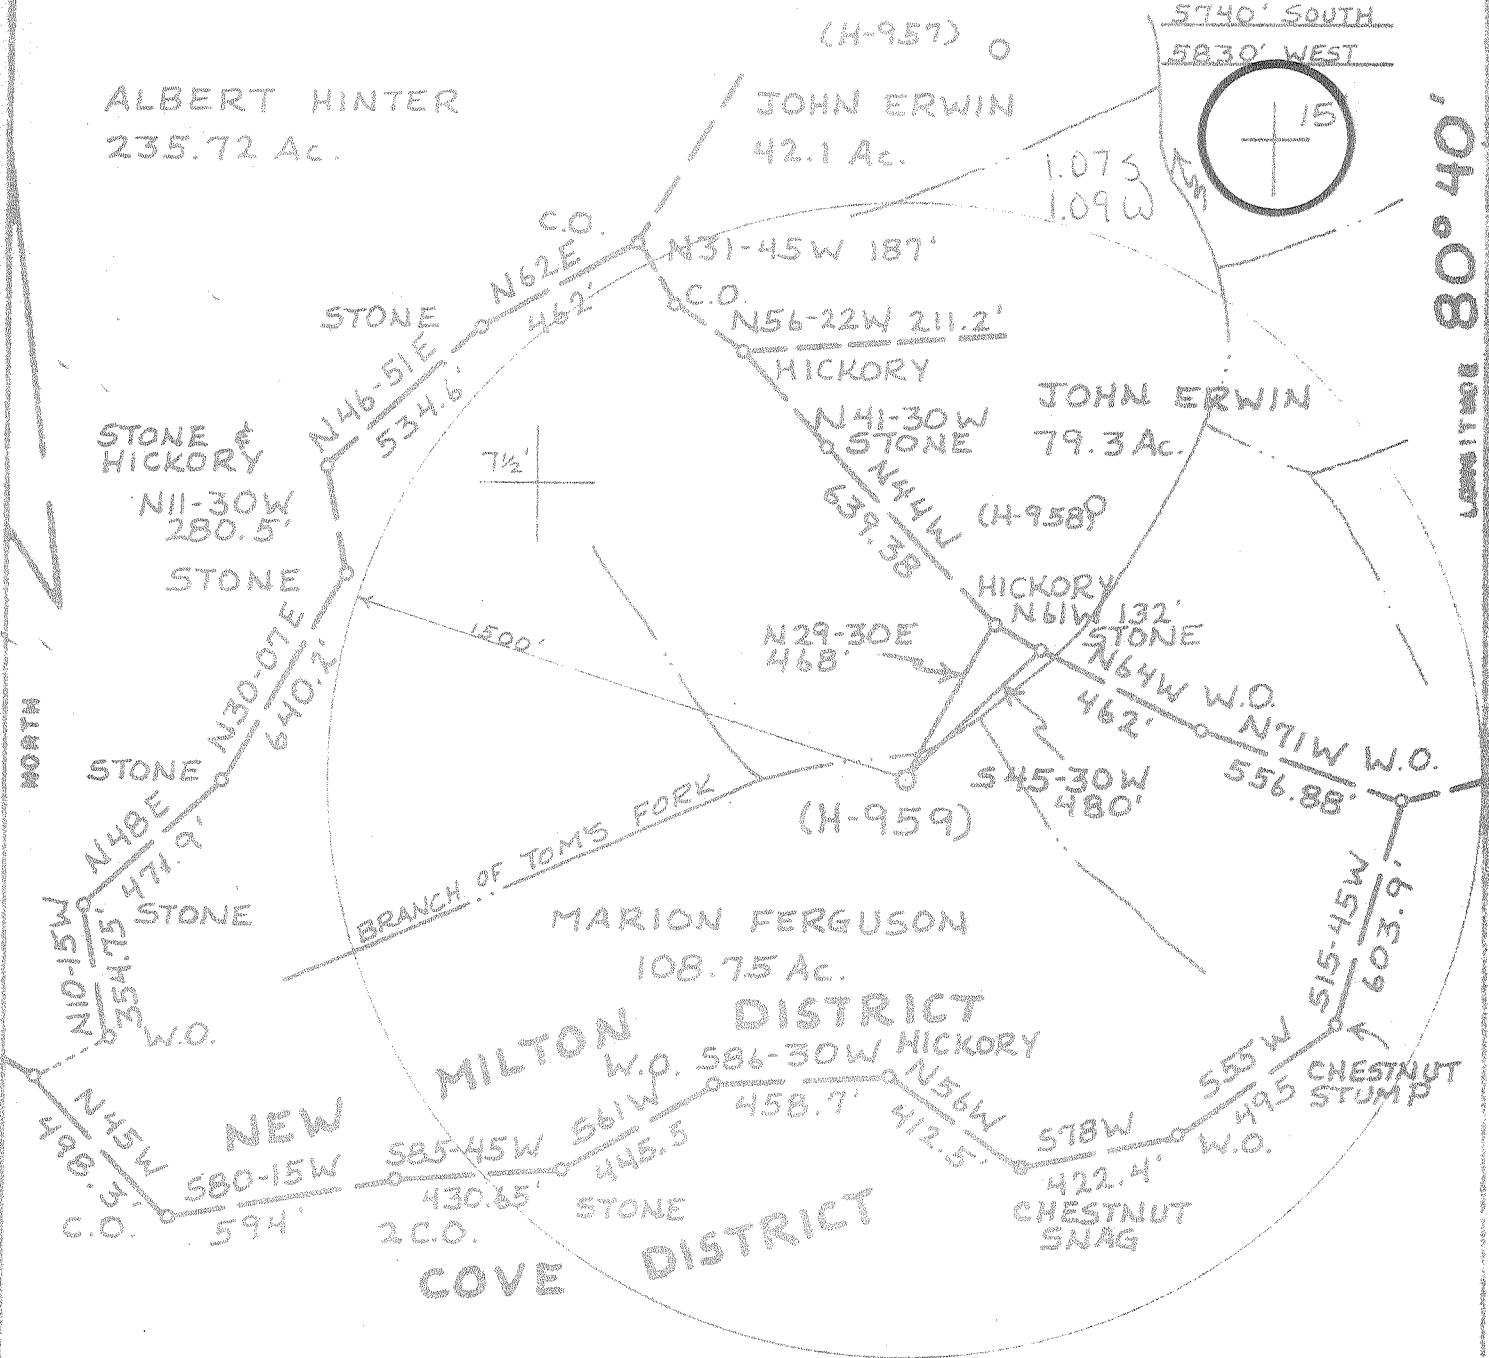 5740' SOUTH
5830' WEST
(H-957)
ALBERT HINTER
235.72 Ac.
JOHN ERWIN
42.1 Ac.
15
1.07 S
1.09 W
80° 40'
C.O.
N62E
462'
N31-45W 187'
C.O.
STONE
N56-22W 211.2'
HICKORY
N46-51E
534.6'
N41-30W
STONE
JOHN ERWIN
79.3 Ac.
STONE &
HICKORY
N11-30W
280.5'
7½'
N44W
639.38
(H-958)
STONE
HICKORY
N61W 132'
STONE
1500'
N29-30E
468'
N64W W.O.
462'
N30-07E
640.2'
N71W W.O.
556.88'
NORTH
STONE
S45-30W
480'
(H-959)
BRANCH OF TOM'S FORK
N48E
471.9'
STONE
MARION FERGUSON
108.75 Ac.
S15-45W
603.9'
N10-15W
354.75'
W.O.
NEW MILTON DISTRICT
W.O. S86-30W HICKORY
458.7'
N56W
412.5'
S55W
495
CHESTNUT
STUMP
N45W
498.3'
C.O.
S80-15W
594'
S85-45W
430.65'
2 C.O.
S61W
445.5
STONE
S78W
422.4'
W.O.
CHESTNUT
SNAG
COVE DISTRICT